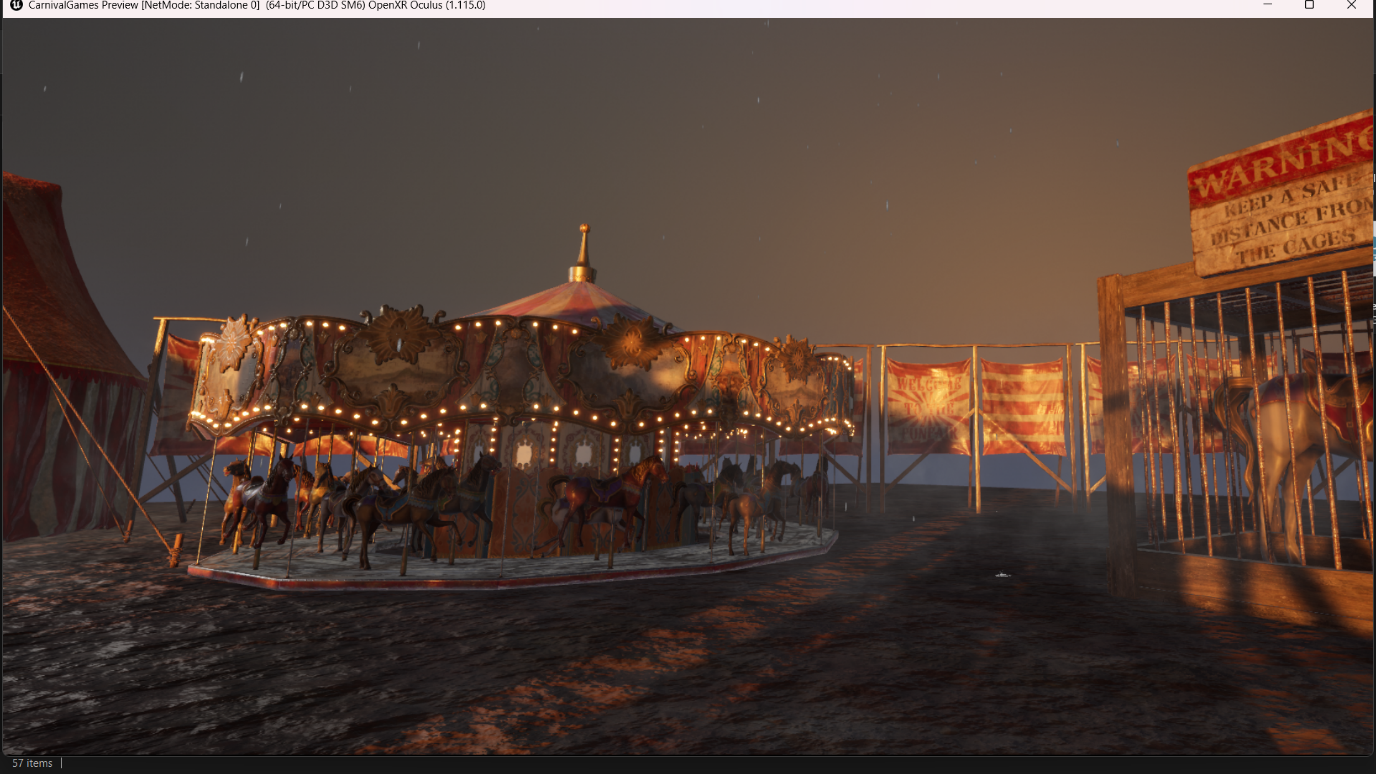 CarnivalGames Preview [NetMode: Standalone 0] (64-bit/PC D3D SM6) OpenXR Oculus (1.115.0)
WARNING
KEEP A SAFE
DISTANCE FROM
THE CAGES
WELCOME
57 items